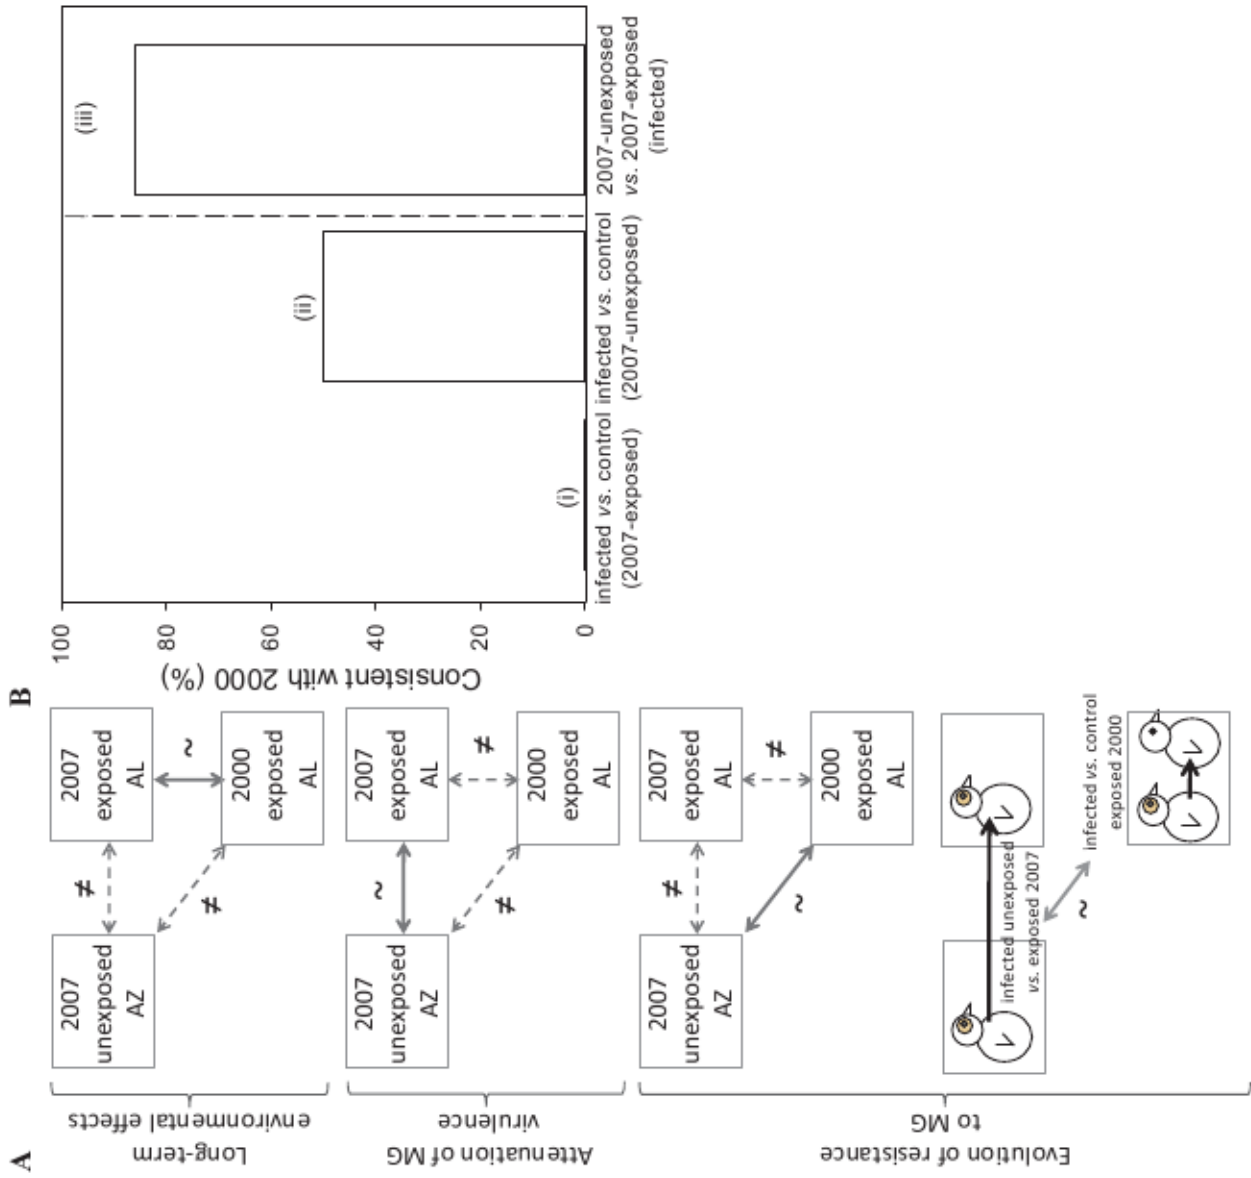 A
Long-term
environmental effects
2007
unexposed
AZ
≠
2007
exposed
AL
≠
~
2000
exposed
AL
Attenuation of MG
virulence
2007
unexposed
AZ
~
2007
exposed
AL
≠
≠
2000
exposed
AL
Evolution of resistance
to MG
2007
unexposed
AZ
≠
2007
exposed
AL
~
≠
2000
exposed
AL
infected unexposed
vs. exposed 2007
~
infected vs. control
exposed 2000
B
Consistent with 2000 (%)
100
80
60
40
20
0
(i)
(ii)
(iii)
infected vs. control
(2007-exposed)
infected vs. control
(2007-unexposed)
2007-unexposed
vs. 2007-exposed
(infected)